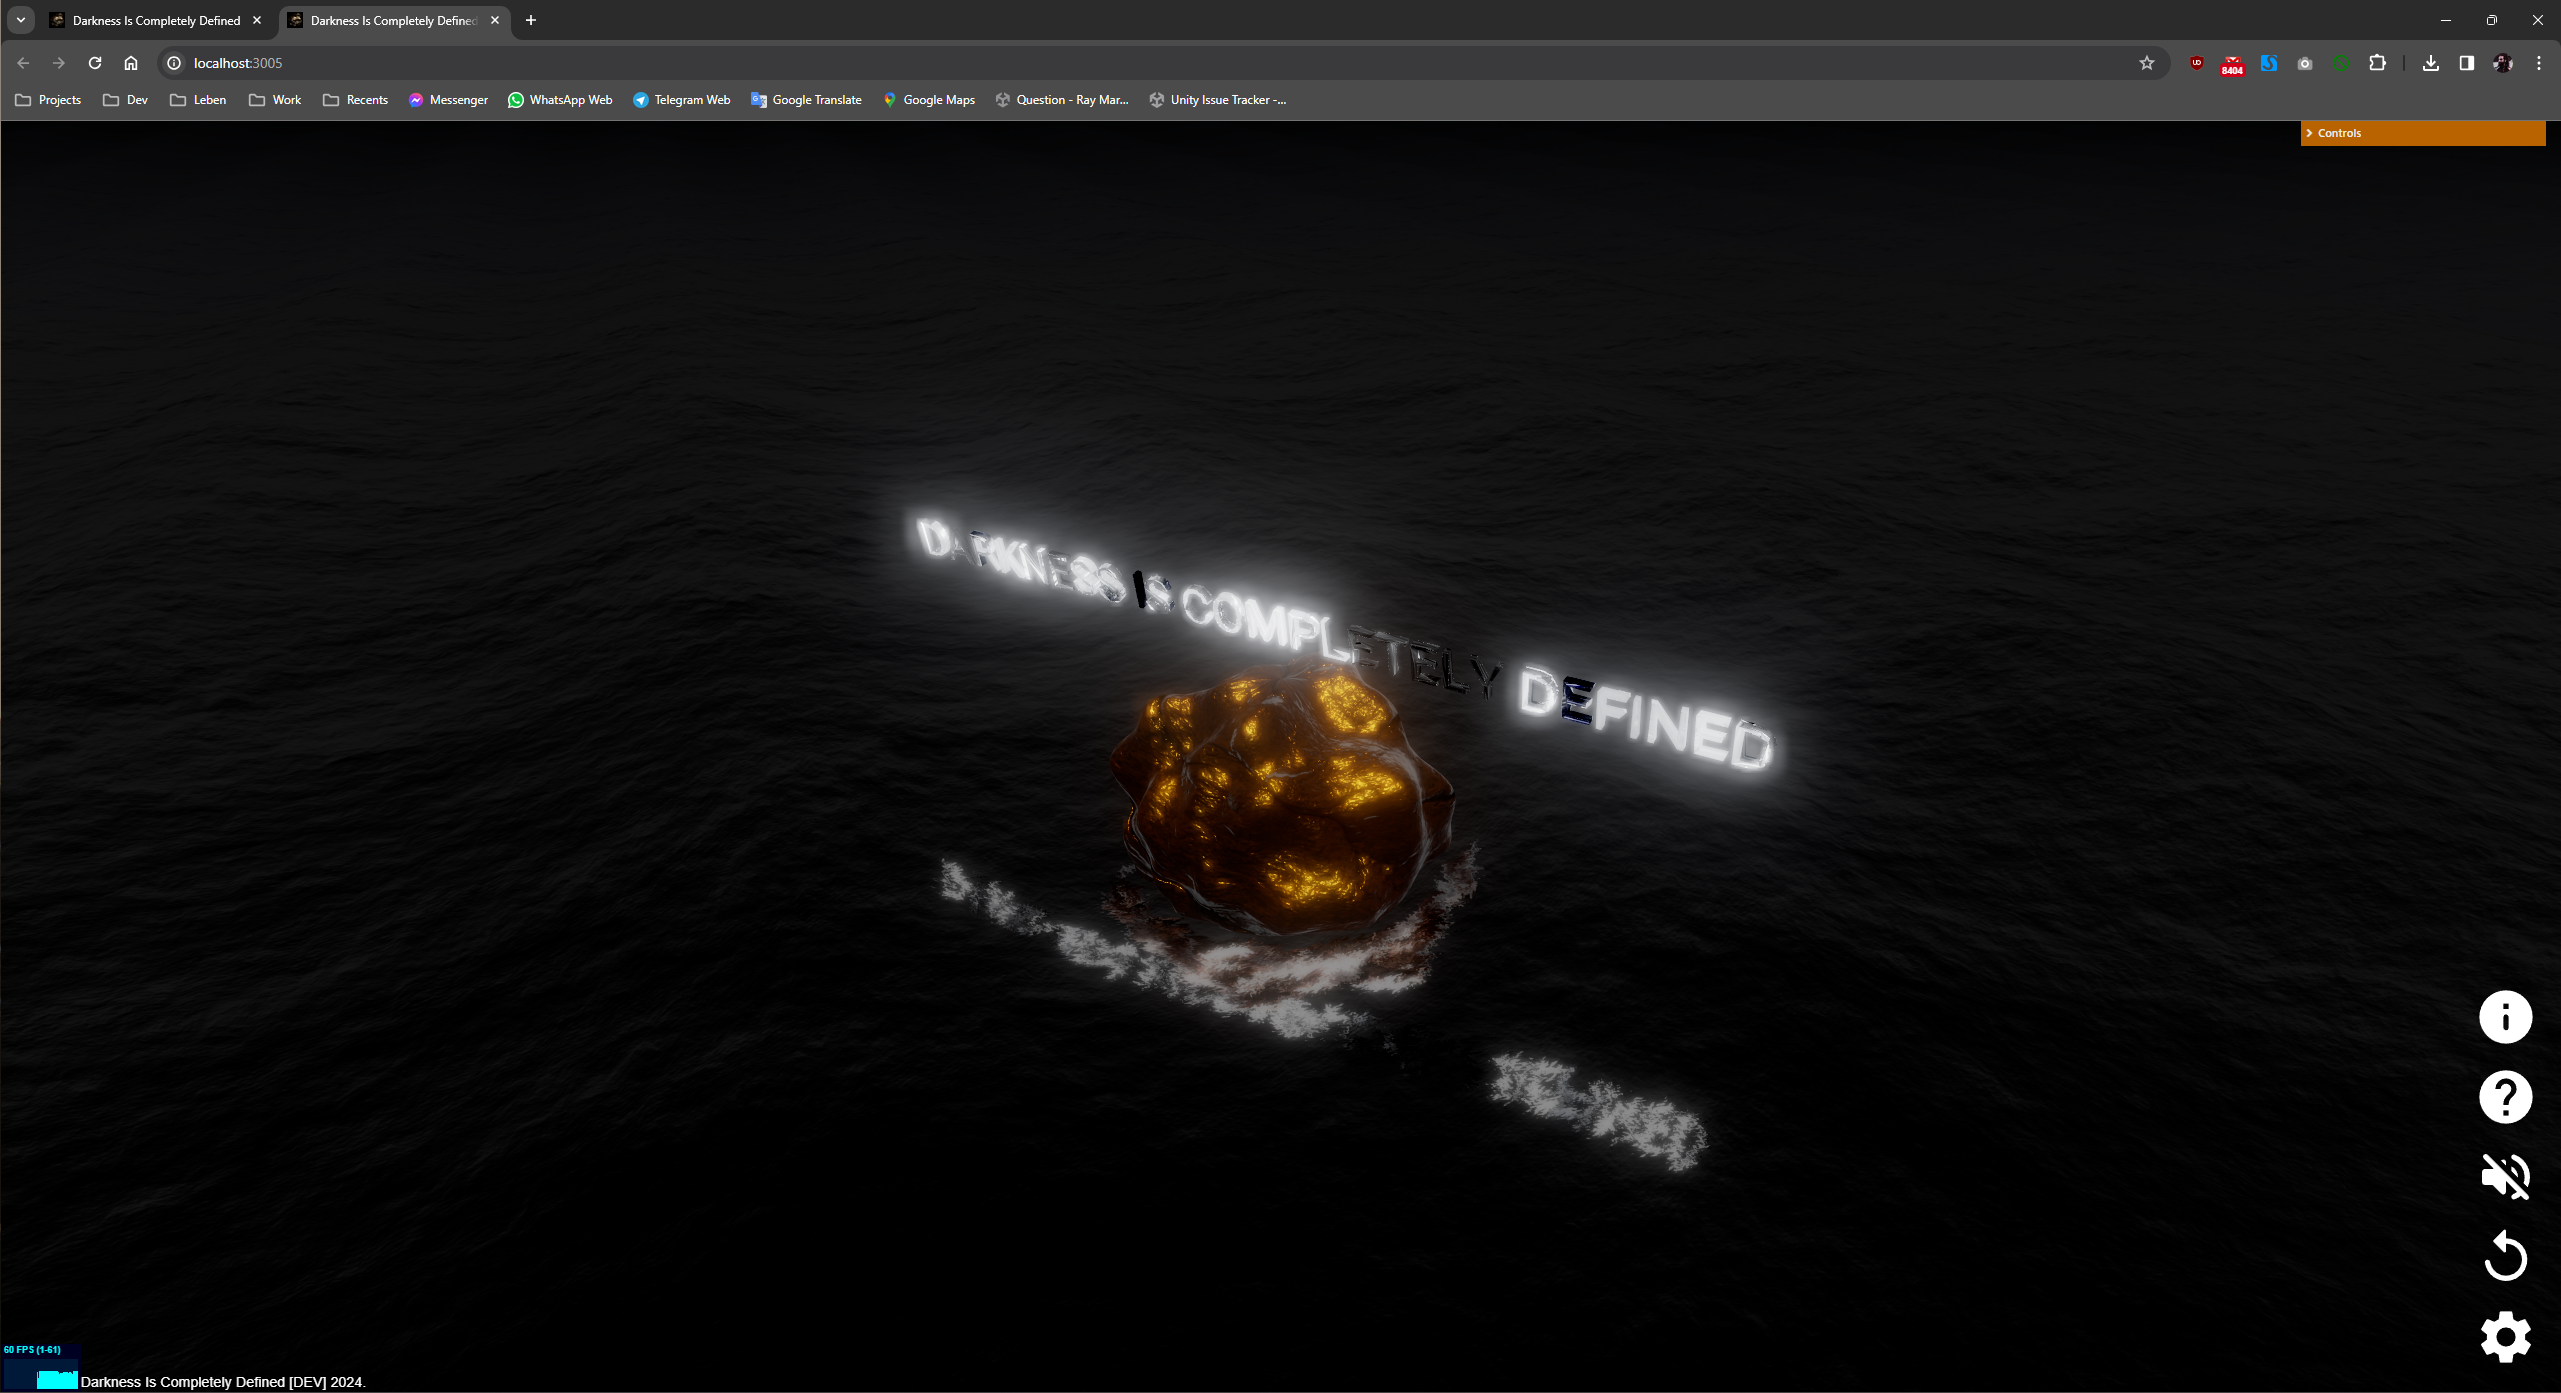 Darkness Is Completely Defined
Darkness Is Completely Defined
localhost:3005
8404
Projects Dev Leben Work Recents Messenger WhatsApp Web Telegram Web Google Translate Google Maps Question - Ray Mar... Unity Issue Tracker -...
Controls
DARKNESS IS COMPLETELY DEFINED
60 FPS (1-61)
Darkness Is Completely Defined [DEV] 2024.